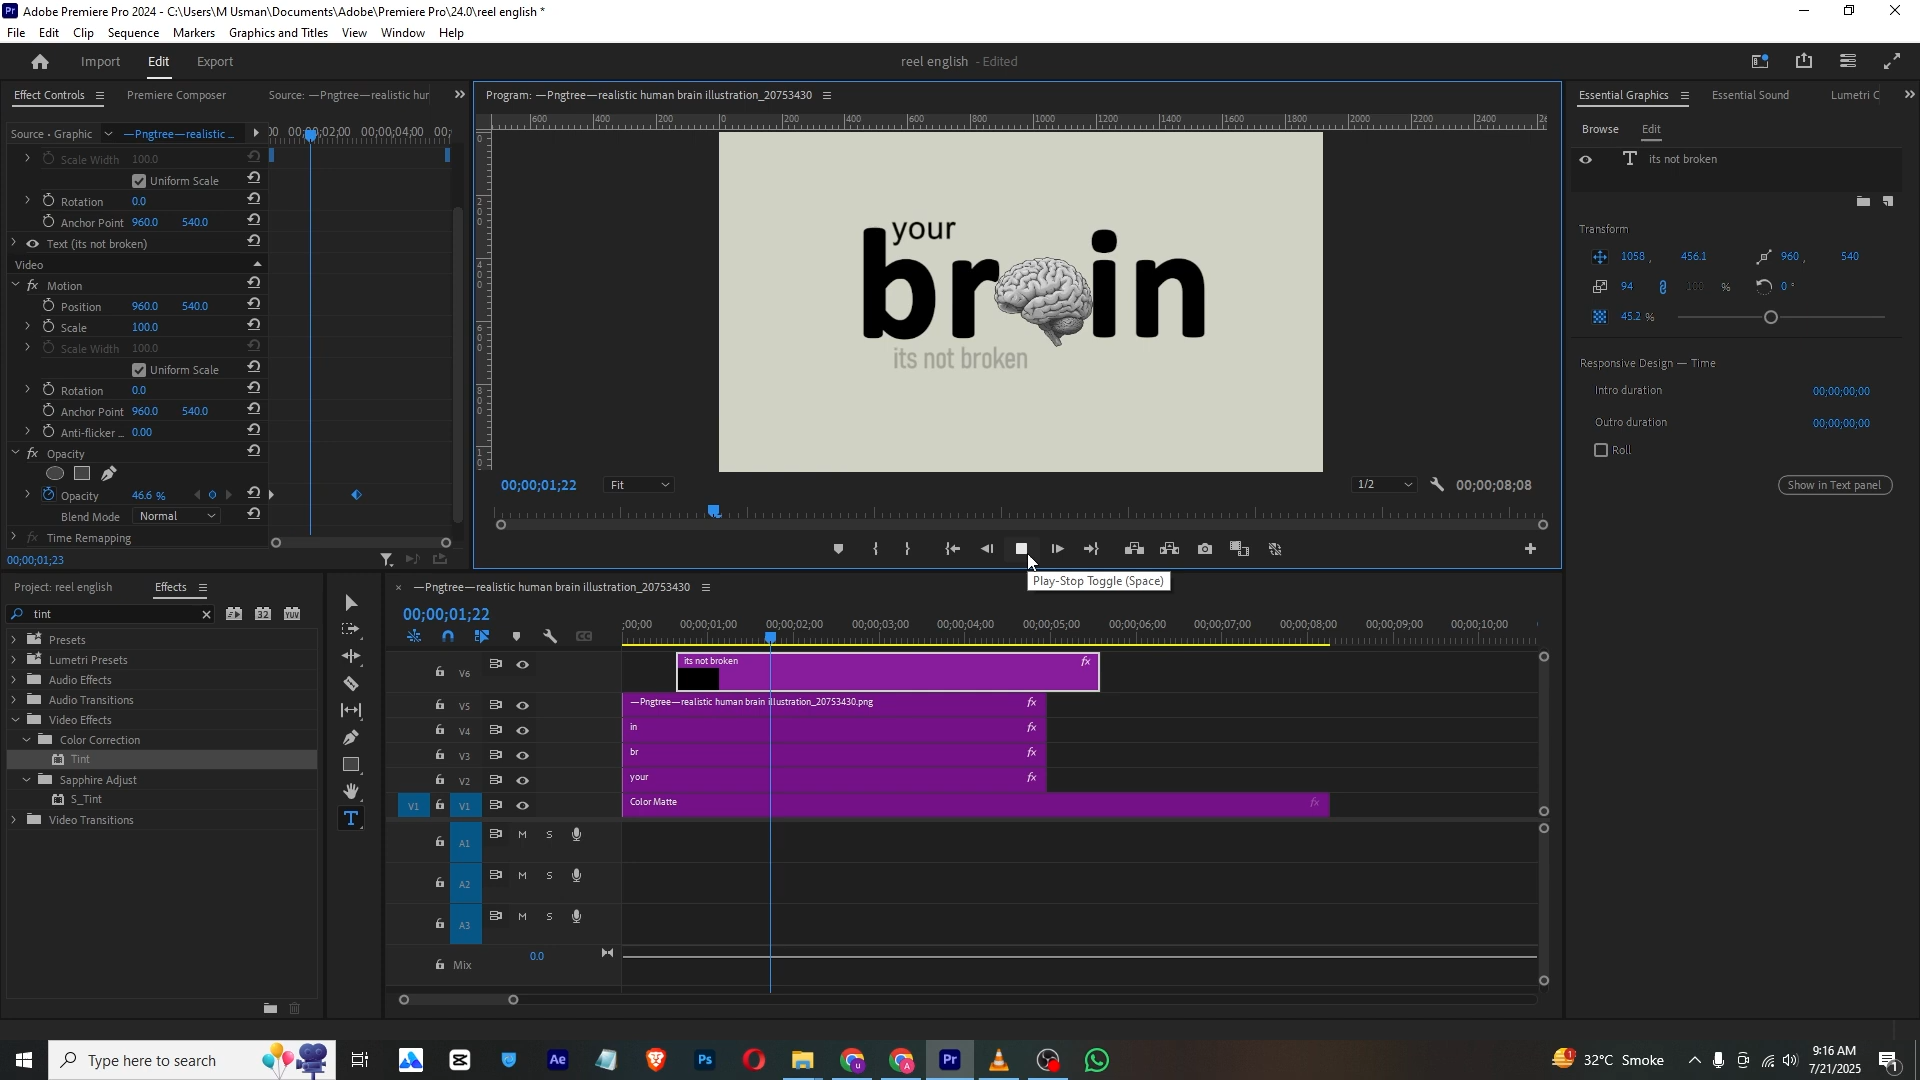 Pr Adobe Premiere Pro 2024 - C:\Users\M Usman\Documents\Adobe\Premiere Pro\24.0\reel english *
File Edit Clip Sequence Markers Graphics and Titles View Window Help
Import Edit Export reel english - Edited
Effect Controls Premiere Composer Source: —Pngtree—realistic hur
Program: —Pngtree—realistic human brain illustration_20753430
Essential Graphics Essential Sound Lumetri C
Source • Graphic —Pngtree—realistic ...
Scale Width 100.0
Uniform Scale
Rotation 0.0
Anchor Point 960.0 540.0
Text (its not broken)
Video
fx Motion
Position 960.0 540.0
Scale 100.0
Scale Width 100.0
Uniform Scale
Rotation 0.0
Anchor Point 960.0 540.0
Anti-flicker ... 0.00
fx Opacity
Opacity 46.6 %
Blend Mode Normal
fx Time Remapping
00;00;01;23
your
br in
its not broken
00;00;01;22 Fit 1/2 00;00;08;08
Play-Stop Toggle (Space)
Browse Edit
T its not broken
Transform
1058 , 456.1 960 , 540
94 100 % 0 °
45.2 %
Responsive Design — Time
Intro duration 00;00;00;00
Outro duration 00;00;00;00
Roll
Show in Text panel
Project: reel english Effects
tint
Presets
Lumetri Presets
Audio Effects
Audio Transitions
Video Effects
Color Correction
Tint
Sapphire Adjust
S_Tint
Video Transitions
× —Pngtree—realistic human brain illustration_20753430
00;00;01;22
;00;00 00;00;01;00 00;00;02;00 00;00;03;00 00;00;04;00 00;00;05;00 00;00;06;00 00;00;07;00 00;00;08;00 00;00;09;00 00;00;10;00
V6 its not broken fx
V5 —Pngtree—realistic human brain illustration_20753430.png fx
V4 in fx
V3 br fx
V2 your fx
V1 V1 Color Matte fx
A1 M S
A2 M S
A3 M S
Mix 0.0
Type here to search
32°C Smoke
9:16 AM
7/21/2025